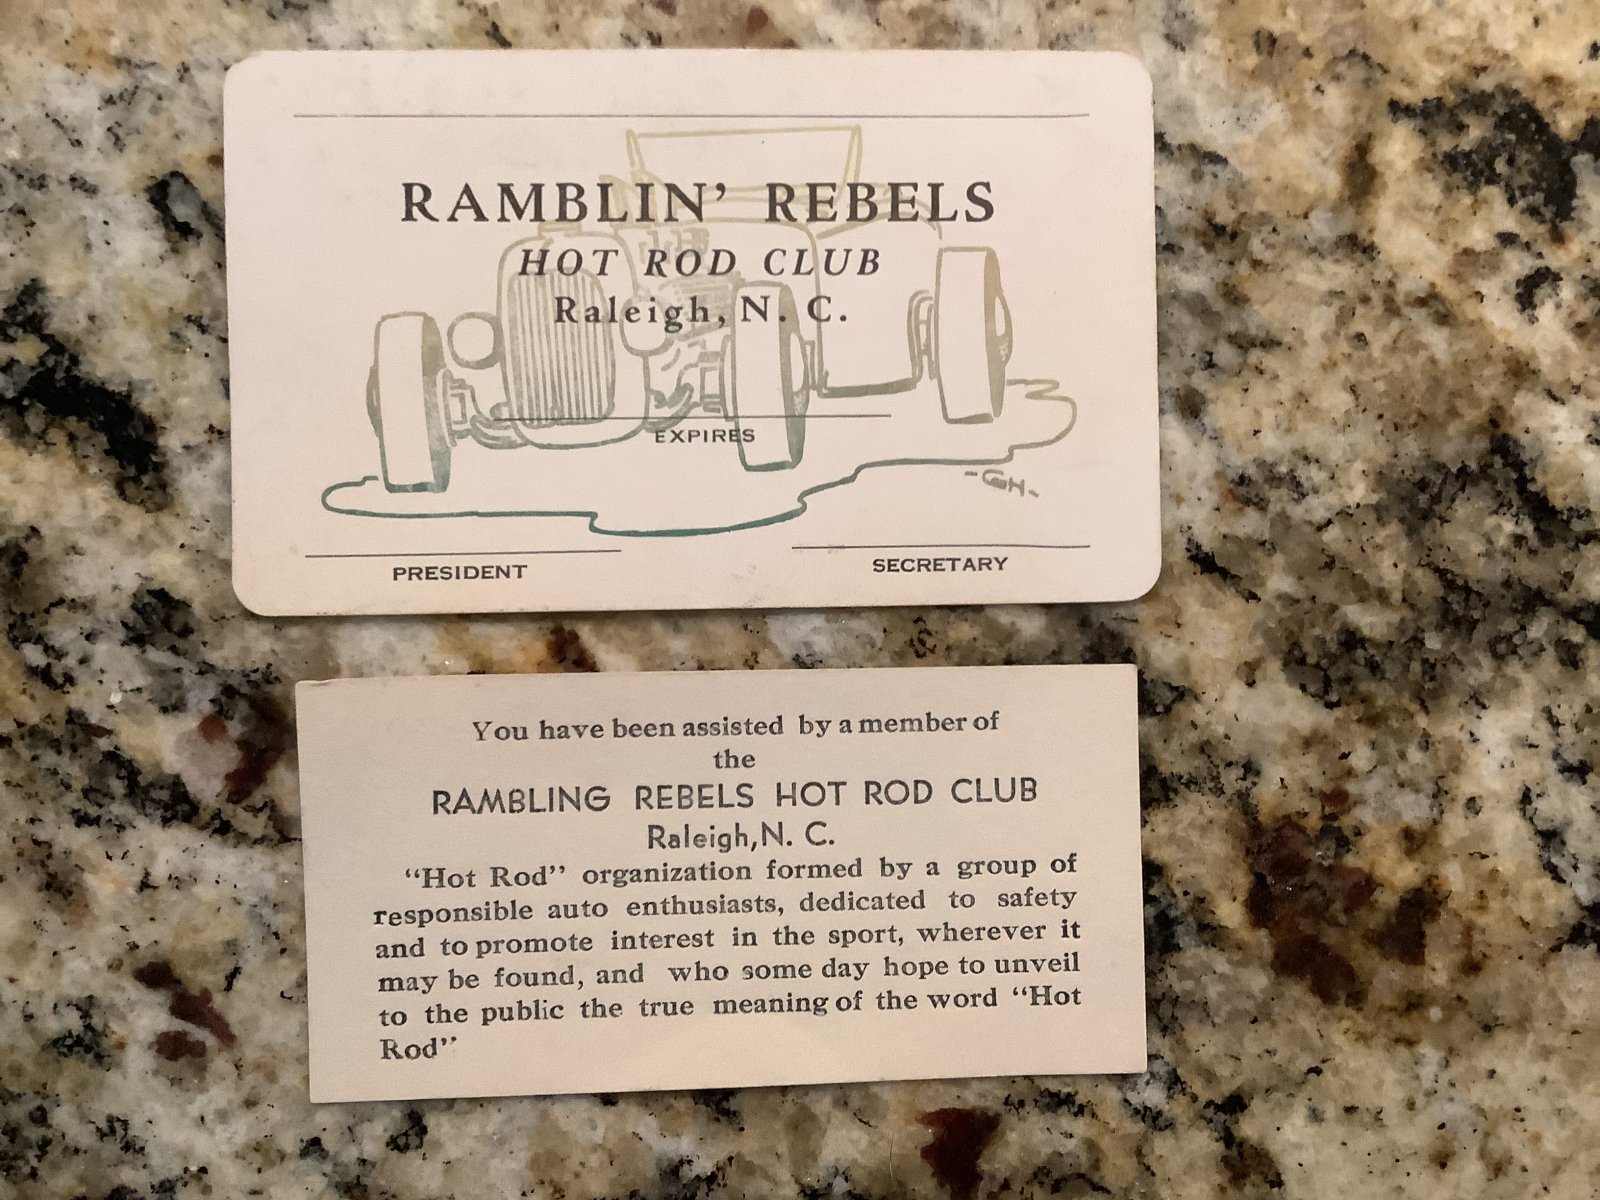 RAMBLIN’ REBELS
HOT ROD CLUB
Raleigh, N. C.
EXPIRES
-GH-
PRESIDENT
SECRETARY
You have been assisted by a member of
the
RAMBLING REBELS HOT ROD CLUB
Raleigh, N. C.
“Hot Rod” organization formed by a group of
responsible auto enthusiasts, dedicated to safety
and to promote interest in the sport, wherever it
may be found, and who some day hope to unveil
to the public the true meaning of the word “Hot
Rod”